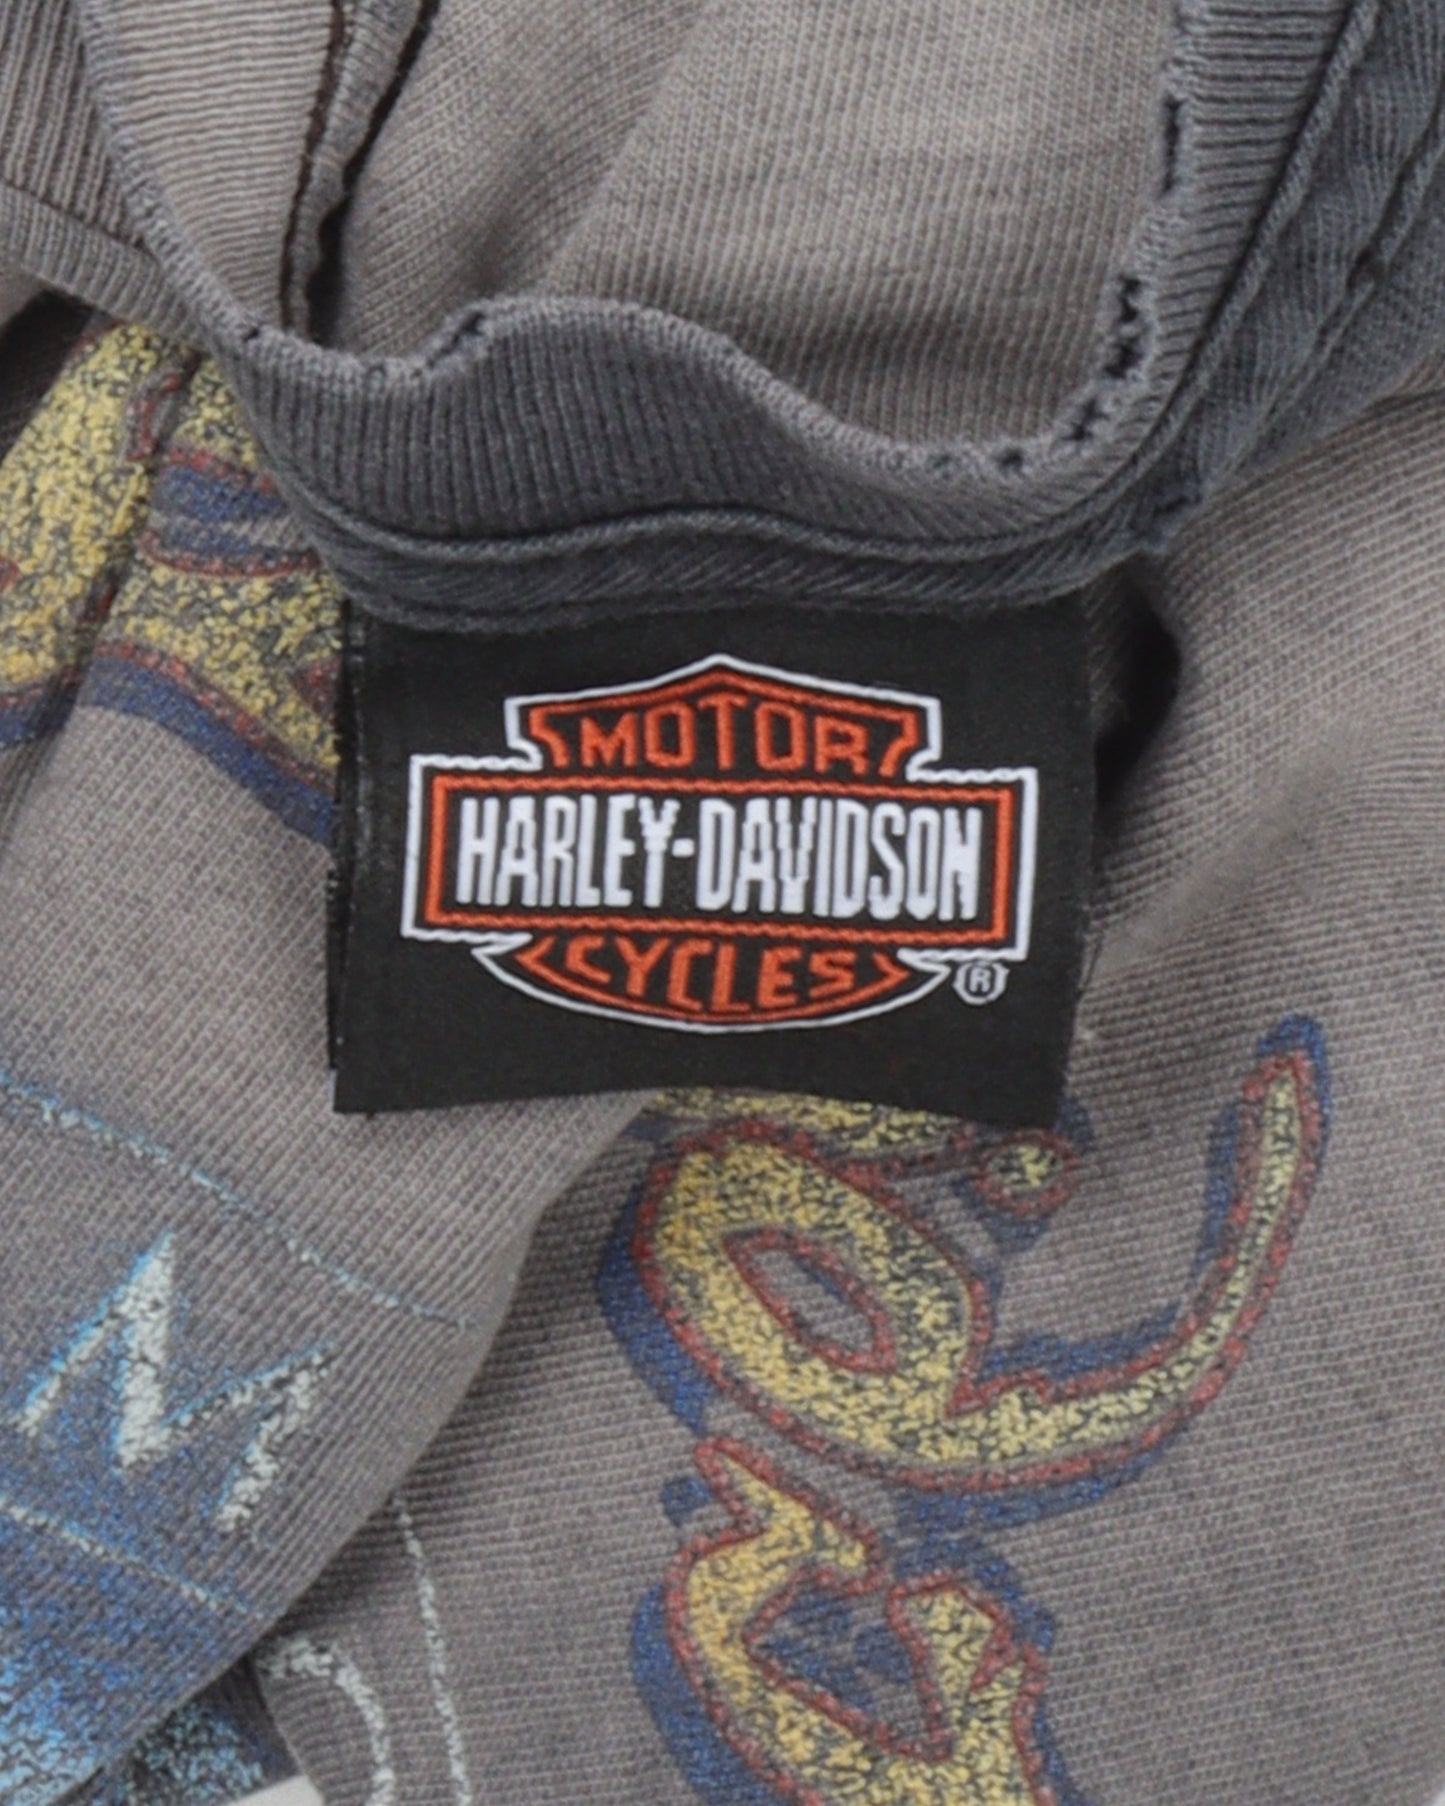 MOTOR
HARLEY-DAVIDSON
CYCLES
®